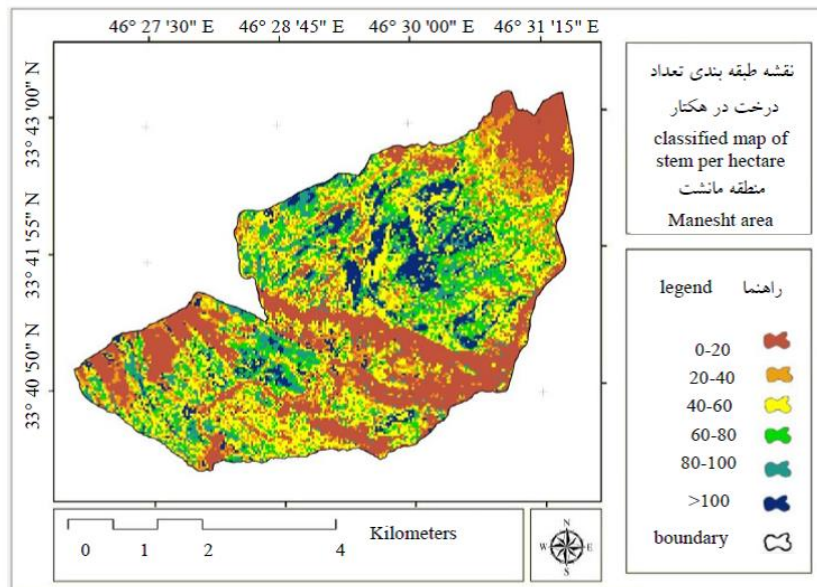 46° 27 '30" E
46° 28 '45" E
46° 30 '00" E
46° 31 '15" E
33° 43 '00" N
33° 41 '55" N
33° 40 '50" N
نقشه طبقه بندی تعداد
درخت در هکتار
classified map of
stem per hectare
منطقه مانشت
Manesht area
legend راهنما
0-20
20-40
40-60
60-80
80-100
>100
boundary
Kilometers
0 1 2 4
N
W E
S